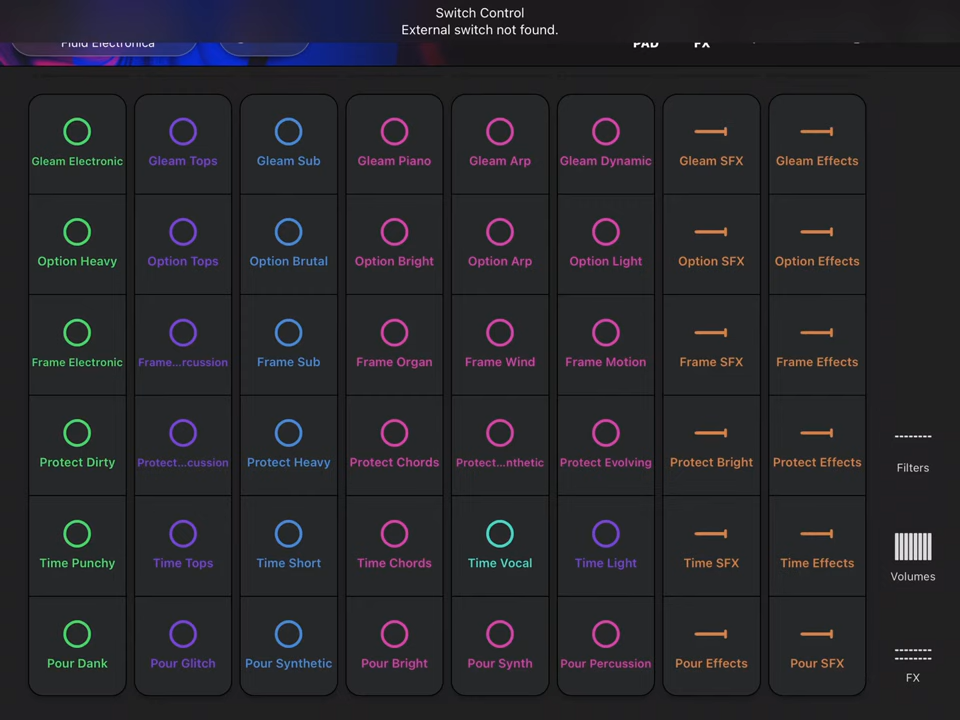 Switch Control
External switch not found.
Fluid Electronica
PAD FX
Gleam Electronic Gleam Tops Gleam Sub Gleam Piano Gleam Arp Gleam Dynamic Gleam SFX Gleam Effects
Option Heavy Option Tops Option Brutal Option Bright Option Arp Option Light Option SFX Option Effects
Frame Electronic Frame...rcussion Frame Sub Frame Organ Frame Wind Frame Motion Frame SFX Frame Effects
Protect Dirty Protect...cussion Protect Heavy Protect Chords Protect...nthetic Protect Evolving Protect Bright Protect Effects
Filters
Time Punchy Time Tops Time Short Time Chords Time Vocal Time Light Time SFX Time Effects
Volumes
Pour Dank Pour Glitch Pour Synthetic Pour Bright Pour Synth Pour Percussion Pour Effects Pour SFX
FX